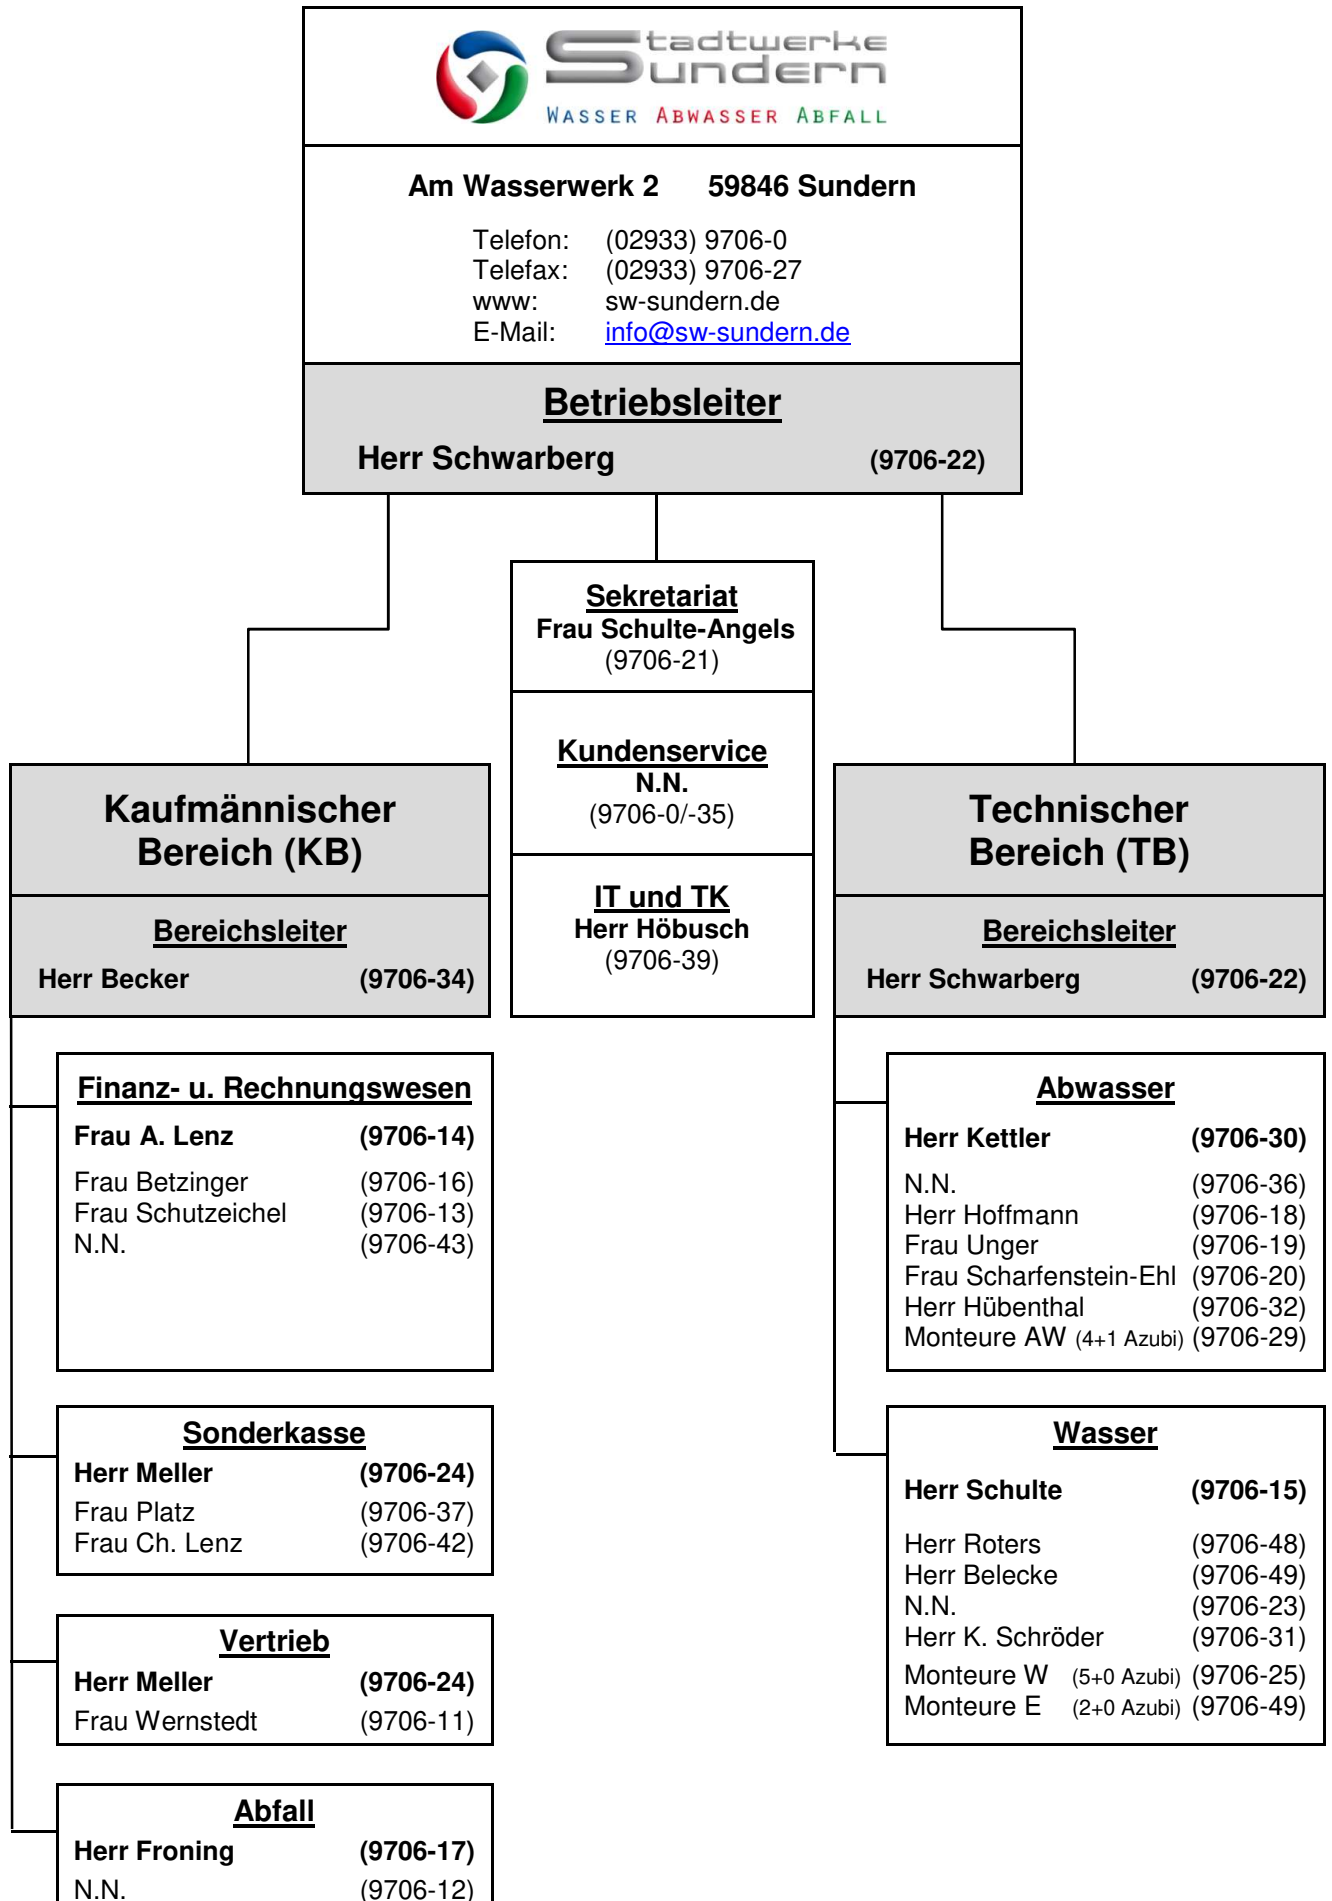 Stadtwerke
Sundern
WASSER ABWASSER ABFALL
Am Wasserwerk 2 59846 Sundern
Telefon: (02933) 9706-0
Telefax: (02933) 9706-27
www: sw-sundern.de
E-Mail: info@sw-sundern.de
Betriebsleiter
Herr Schwarberg (9706-22)
Sekretariat
Frau Schulte-Angels
(9706-21)
Kundenservice
N.N.
(9706-0/-35)
IT und TK
Herr Höbusch
(9706-39)
Kaufmännischer
Bereich (KB)
Bereichsleiter
Herr Becker (9706-34)
Finanz- u. Rechnungswesen
Frau A. Lenz (9706-14)
Frau Betzinger (9706-16)
Frau Schutzeichel (9706-13)
N.N. (9706-43)
Sonderkasse
Herr Meller (9706-24)
Frau Platz (9706-37)
Frau Ch. Lenz (9706-42)
Vertrieb
Herr Meller (9706-24)
Frau Wernstedt (9706-11)
Abfall
Herr Froning (9706-17)
N.N. (9706-12)
Technischer
Bereich (TB)
Bereichsleiter
Herr Schwarberg (9706-22)
Abwasser
Herr Kettler (9706-30)
N.N. (9706-36)
Herr Hoffmann (9706-18)
Frau Unger (9706-19)
Frau Scharfenstein-Ehl (9706-20)
Herr Hübenthal (9706-32)
Monteure AW (4+1 Azubi) (9706-29)
Wasser
Herr Schulte (9706-15)
Herr Roters (9706-48)
Herr Belecke (9706-49)
N.N. (9706-23)
Herr K. Schröder (9706-31)
Monteure W (5+0 Azubi) (9706-25)
Monteure E (2+0 Azubi) (9706-49)